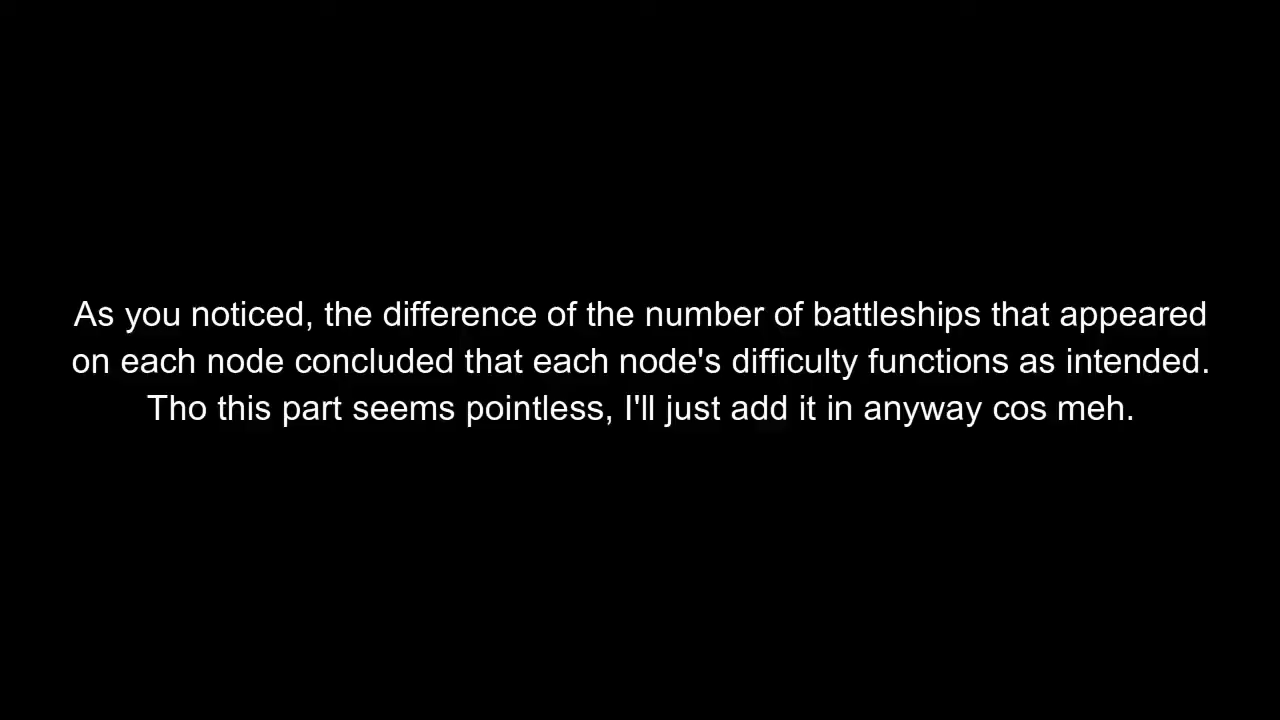 As you noticed, the difference of the number of battleships that appeared
on each node concluded that each node's difficulty functions as intended.
Tho this part seems pointless, I'll just add it in anyway cos meh.